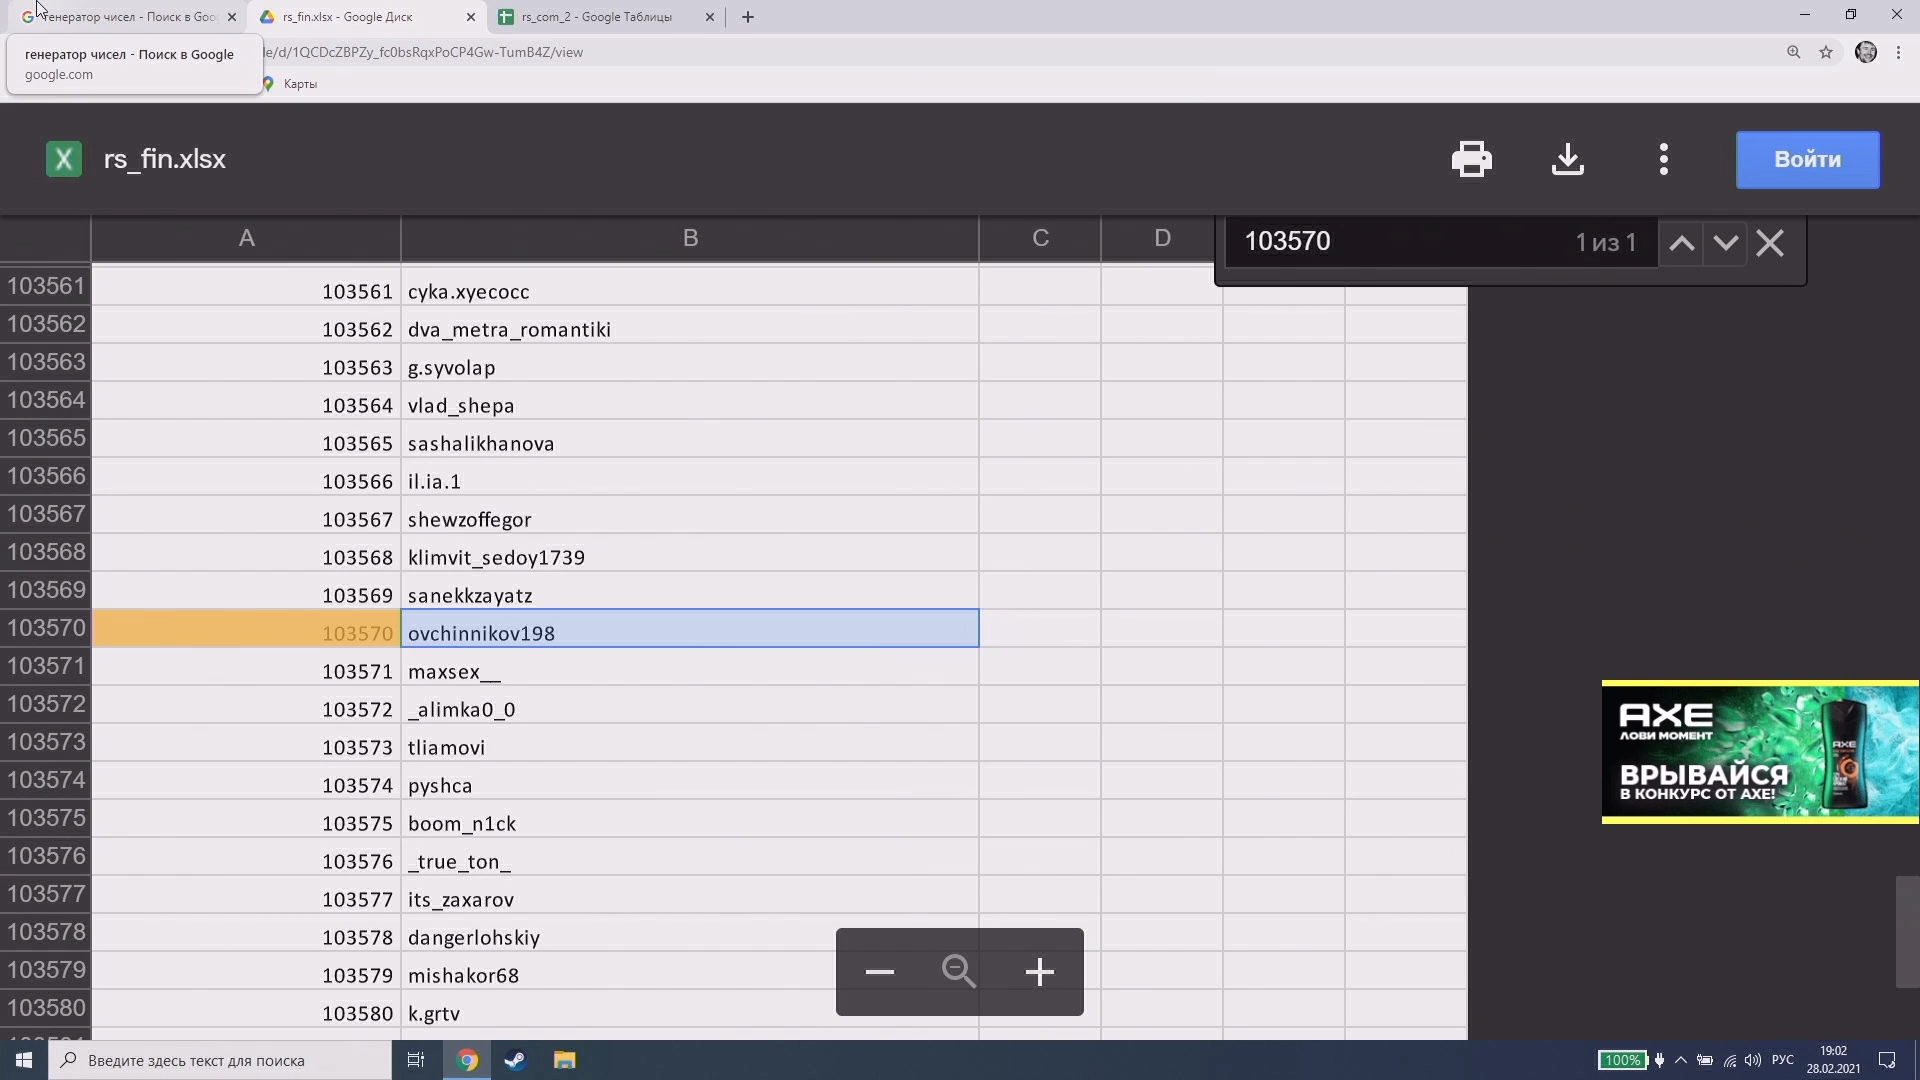 генератор чисел - Поиск в Goo
rs_fin.xlsx - Google Диск
rs_com_2 - Google Таблицы
генератор чисел - Поиск в Google
google.com
le/d/1QCDcZBPZy_fc0bsRqxPoCP4Gw-TumB4Z/view
Карты
X rs_fin.xlsx
Войти
A B C D
103570 1 из 1
103561 103561 cyka.xyecocc
103562 103562 dva_metra_romantiki
103563 103563 g.syvolap
103564 103564 vlad_shepa
103565 103565 sashalikhanova
103566 103566 il.ia.1
103567 103567 shewzoffegor
103568 103568 klimvit_sedoy1739
103569 103569 sanekkzayatz
103570 103570 ovchinnikov198
103571 103571 maxsex__
103572 103572 _alimka0_0
103573 103573 tliamovi
103574 103574 pyshca
103575 103575 boom_n1ck
103576 103576 _true_ton_
103577 103577 its_zaxarov
103578 103578 dangerlohskiy
103579 103579 mishakor68
103580 103580 k.grtv
AXE
ЛОВИ МОМЕНТ
ВРЫВАЙСЯ
В КОНКУРС ОТ AXE!
AXE
Введите здесь текст для поиска
100%
РУС
19:02
28.02.2021